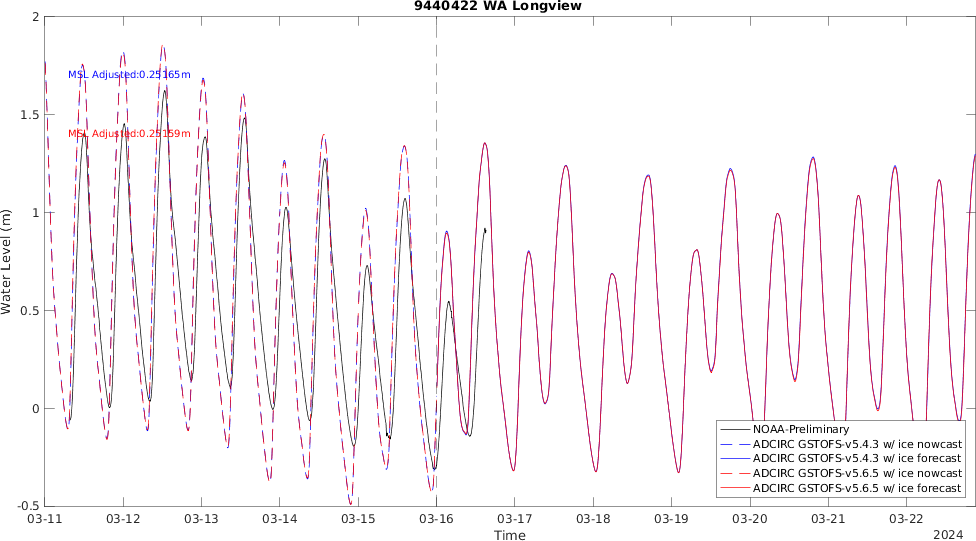 9440422 WA Longview
2
1.5
1
0.5
0
-0.5
Water Level (m)
MSL Adjusted:0.25165m
MSL Adjusted:0.25159m
NOAA-Preliminary
ADCIRC GSTOFS-v5.4.3 w/ ice nowcast
ADCIRC GSTOFS-v5.4.3 w/ ice forecast
ADCIRC GSTOFS-v5.6.5 w/ ice nowcast
ADCIRC GSTOFS-v5.6.5 w/ ice forecast
03-11 03-12 03-13 03-14 03-15 03-16 03-17 03-18 03-19 03-20 03-21 03-22
Time
2024